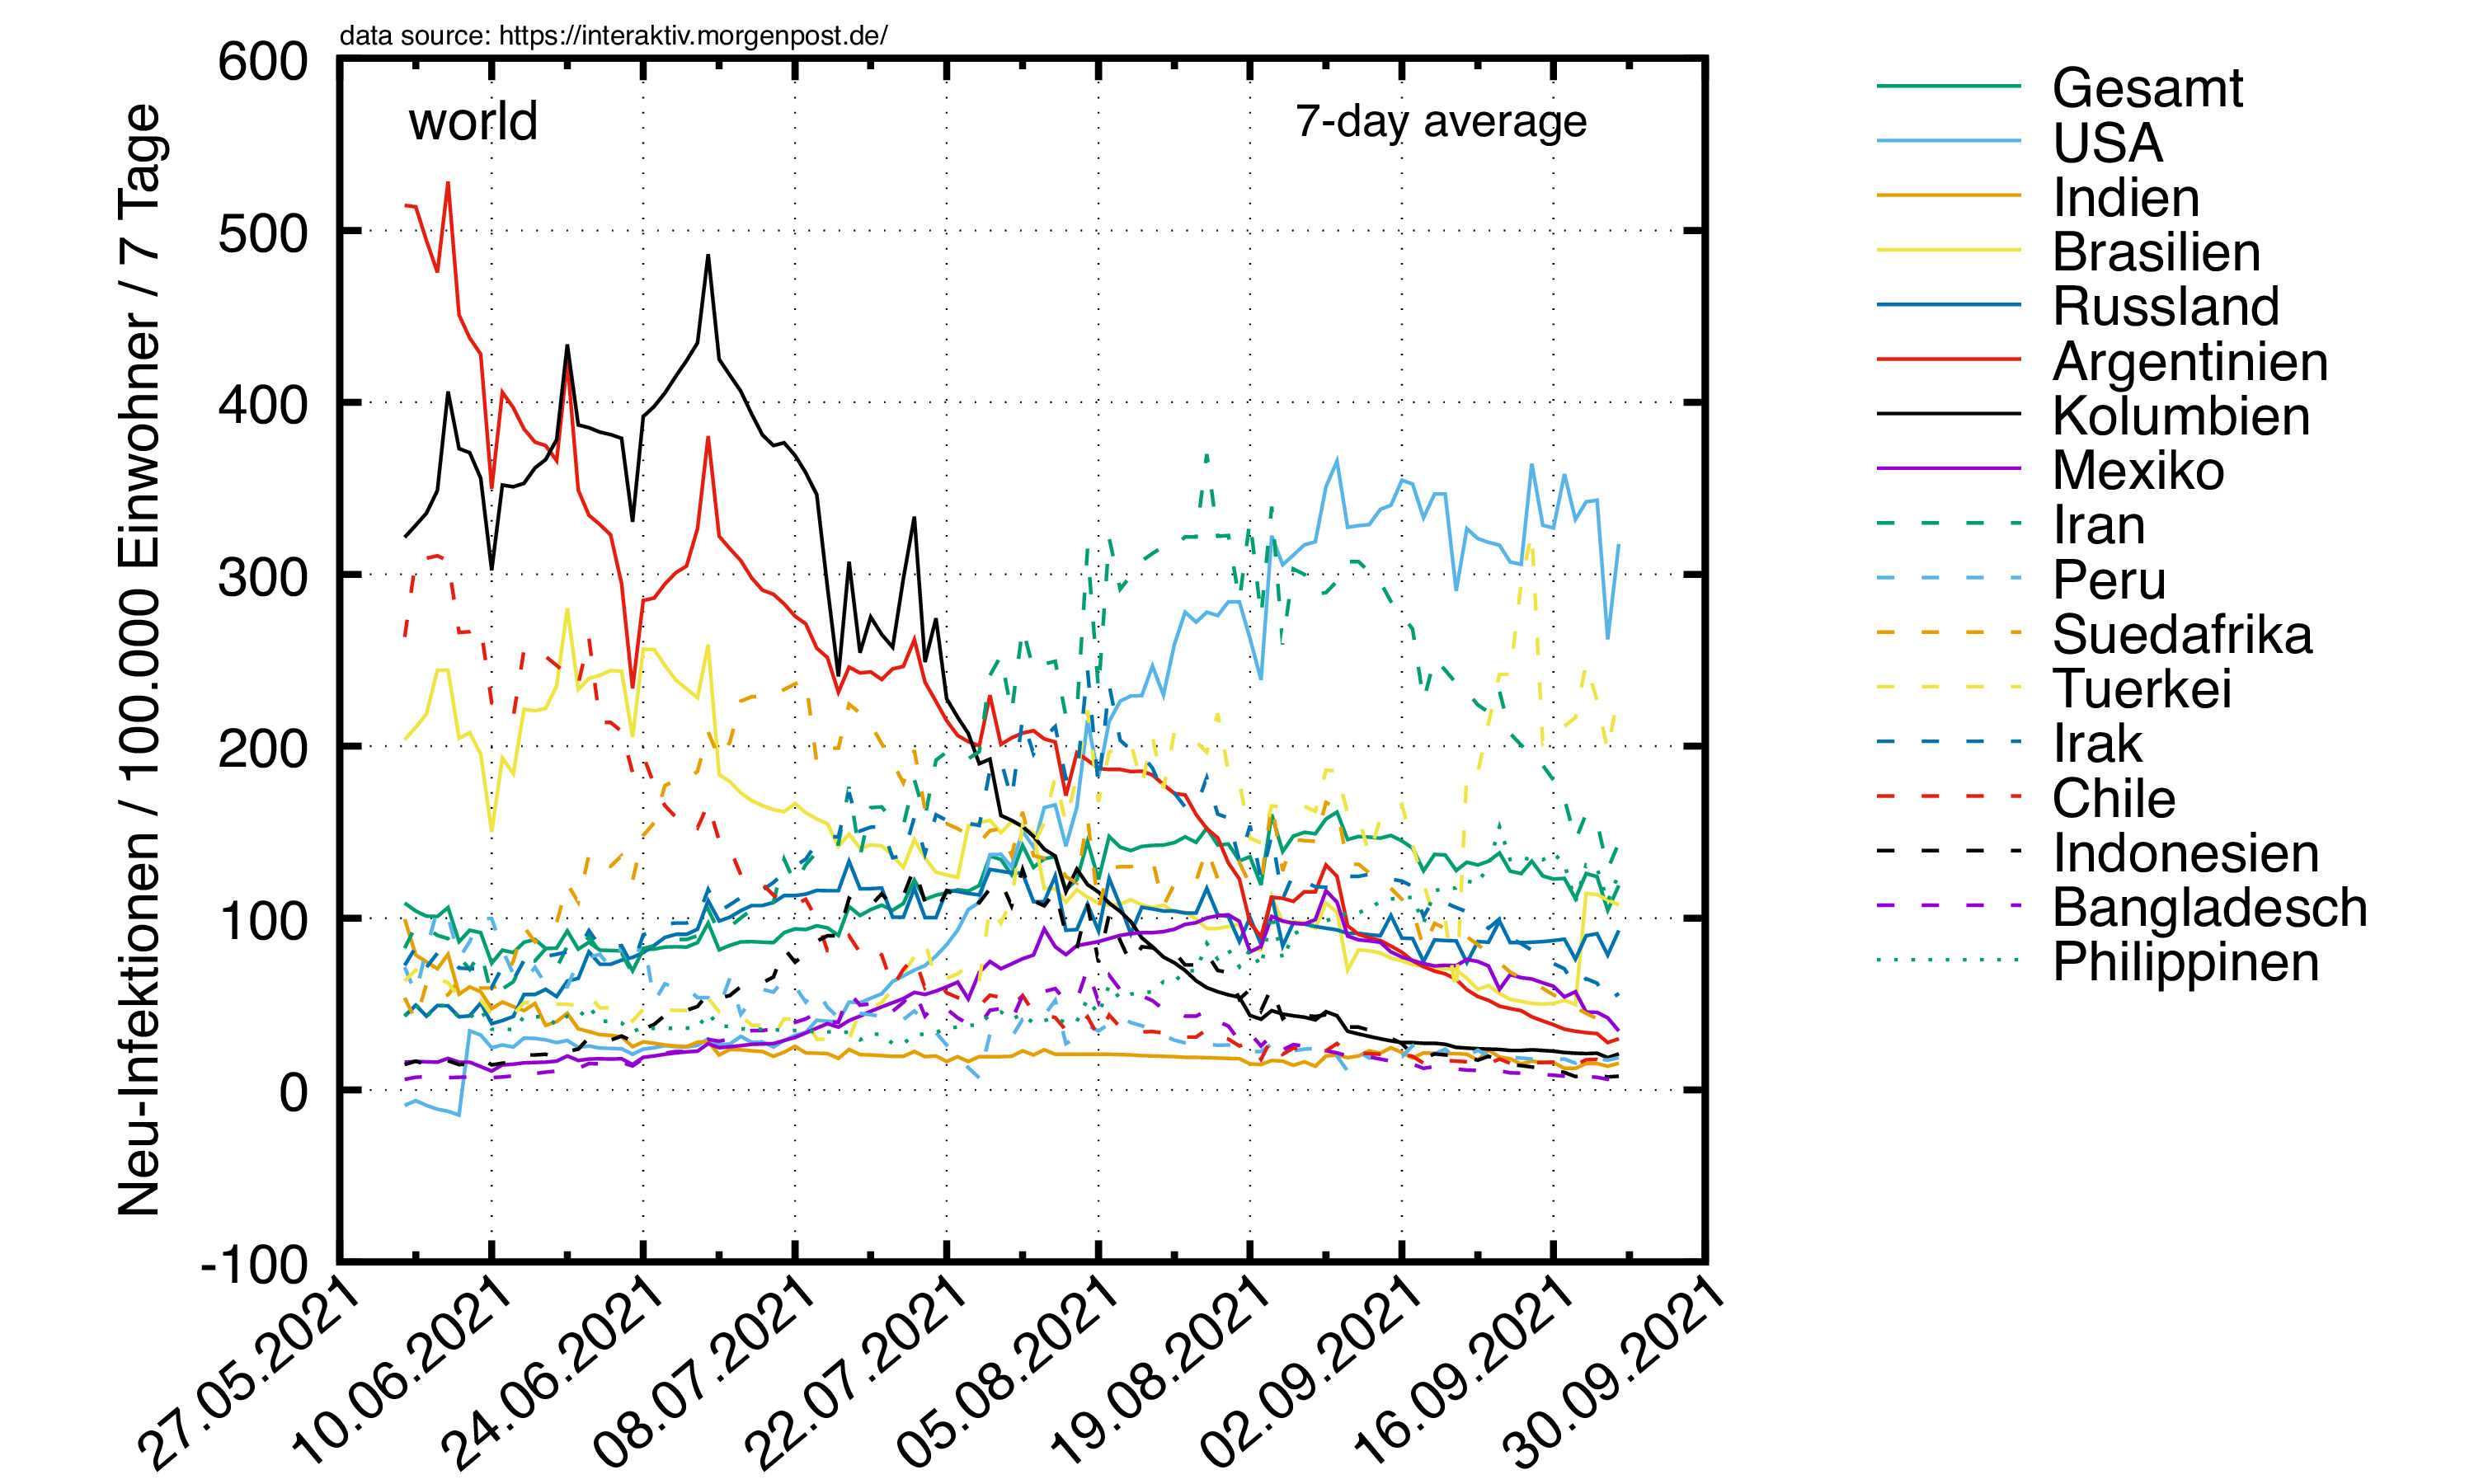 data source: https://interaktiv.morgenpost.de/
world
7-day average
Neu-Infektionen / 100.000 Einwohner / 7 Tage
600
500
400
300
200
100
0
-100
27.05.2021
10.06.2021
24.06.2021
08.07.2021
22.07.2021
05.08.2021
19.08.2021
02.09.2021
16.09.2021
30.09.2021
Gesamt
USA
Indien
Brasilien
Russland
Argentinien
Kolumbien
Mexiko
Iran
Peru
Suedafrika
Tuerkei
Irak
Chile
Indonesien
Bangladesch
Philippinen